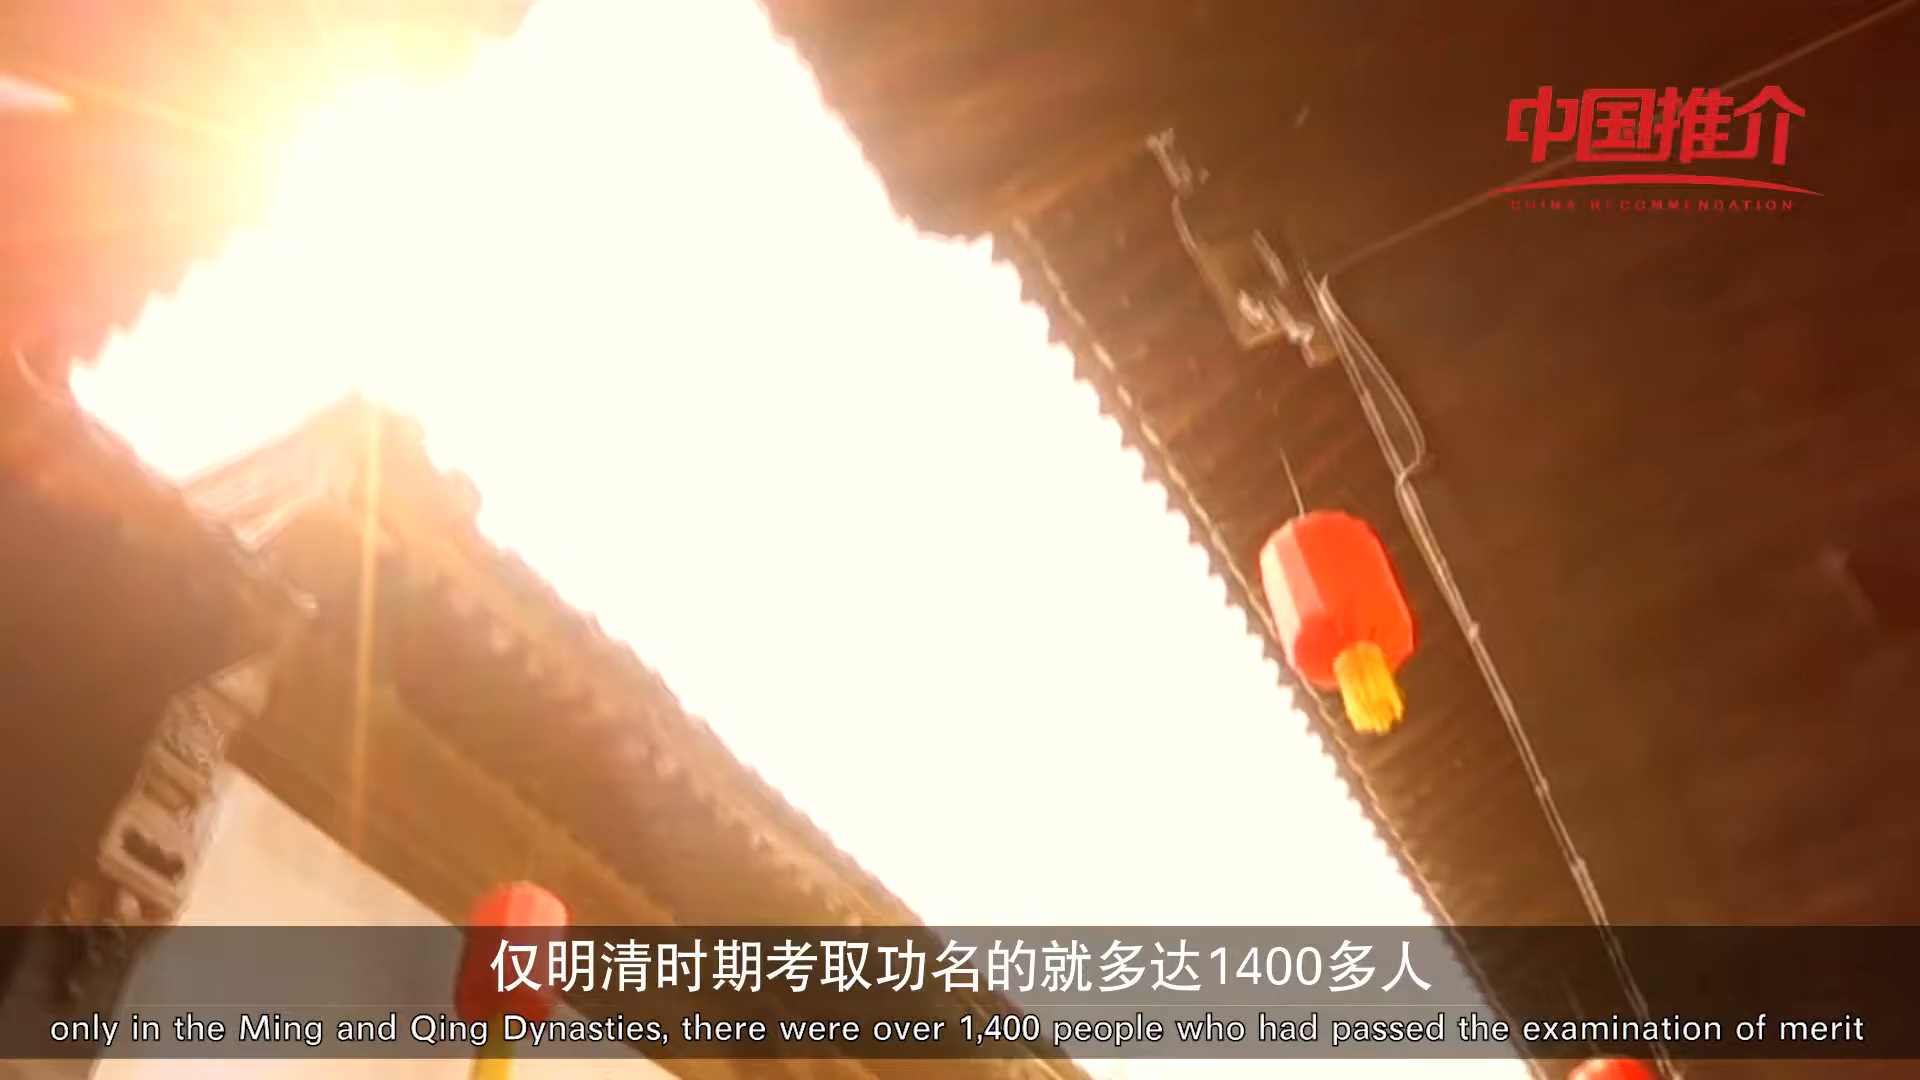 中国推介
CHINA RECOMMENDATION
仅明清时期考取功名的就多达1400多人
only in the Ming and Qing Dynasties, there were over 1,400 people who had passed the examination of merit